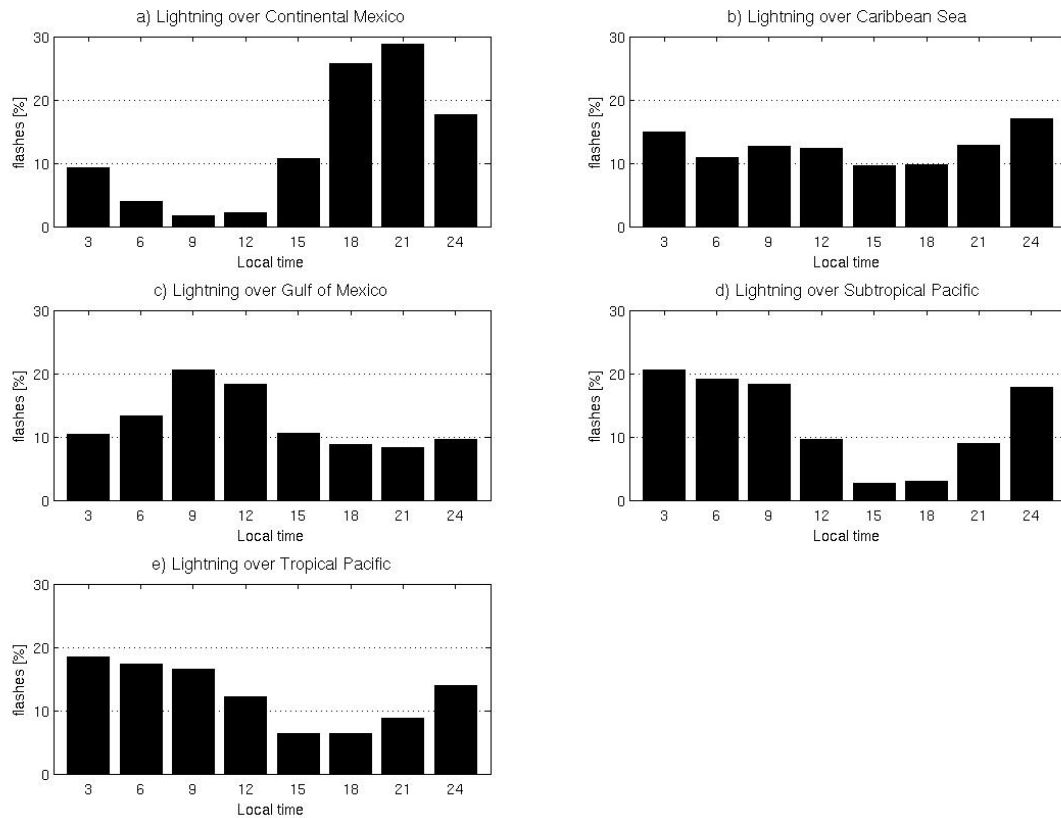 a) Lightning over Continental Mexico
30
20
10
0
flashes [%]
3 6 9 12 15 18 21 24
Local time
b) Lightning over Caribbean Sea
30
20
10
0
flashes [%]
3 6 9 12 15 18 21 24
Local time
c) Lightning over Gulf of Mexico
30
20
10
0
flashes [%]
3 6 9 12 15 18 21 24
Local time
d) Lightning over Subtropical Pacific
30
20
10
0
flashes [%]
3 6 9 12 15 18 21 24
Local time
e) Lightning over Tropical Pacific
30
20
10
0
flashes [%]
3 6 9 12 15 18 21 24
Local time